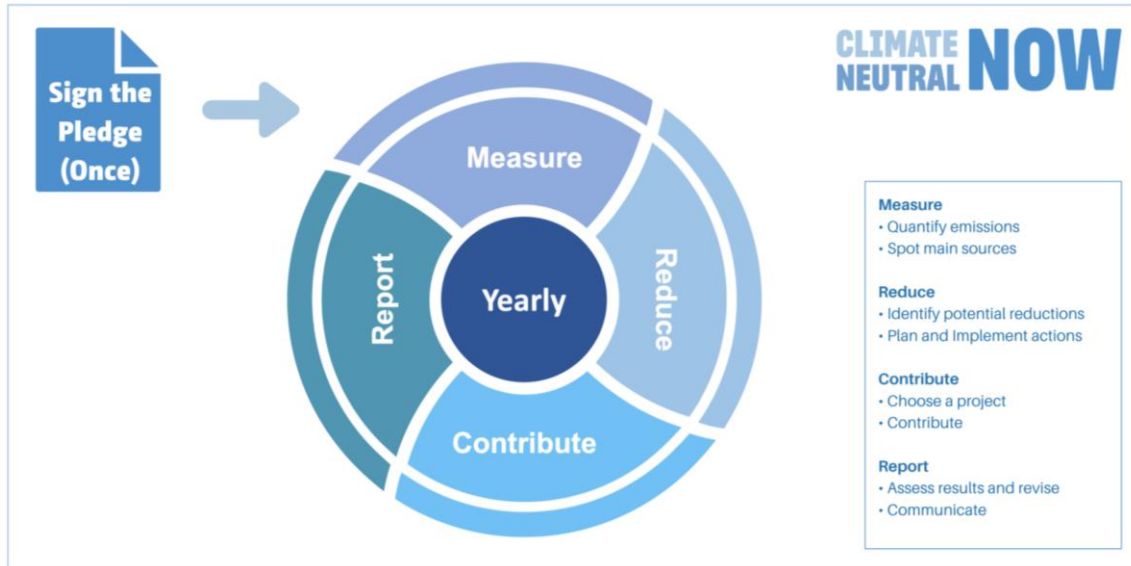 Sign the
Pledge
(Once)
CLIMATE
NEUTRAL NOW
Measure
Reduce
Contribute
Report
Yearly
Measure
• Quantify emissions
• Spot main sources
Reduce
• Identify potential reductions
• Plan and Implement actions
Contribute
• Choose a project
• Contribute
Report
• Assess results and revise
• Communicate